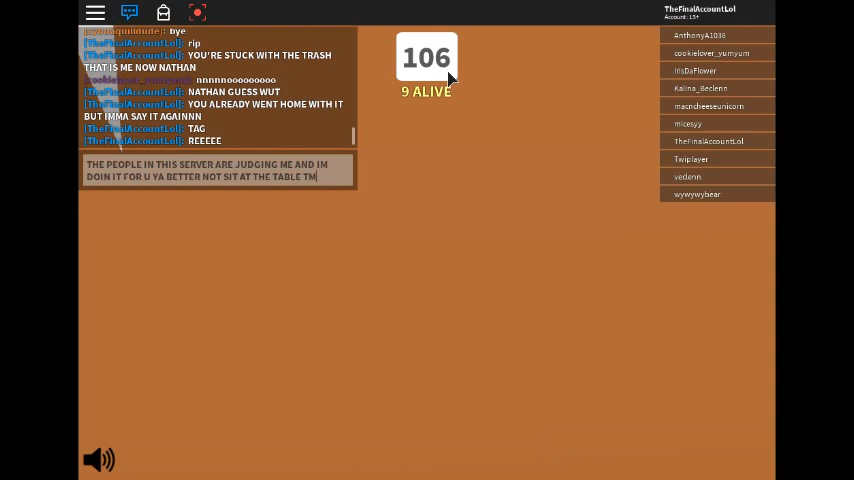 TheFinalAccountLol
Account: 13+
bye
[TheFinalAccountLol]: rip
[TheFinalAccountLol]: YOU'RE STUCK WITH THE TRASH
THAT IS ME NOW NATHAN
[cookielover_yumyum]: nnnnnooooooooo
[TheFinalAccountLol]: NATHAN GUESS WUT
[TheFinalAccountLol]: YOU ALREADY WENT HOME WITH IT
BUT IMMA SAY IT AGAINNN
[TheFinalAccountLol]: TAG
[TheFinalAccountLol]: REEEEE
THE PEOPLE IN THIS SERVER ARE JUDGING ME AND IM
DOIN IT FOR U YA BETTER NOT SIT AT THE TABLE TM
106
9 ALIVE
AnthonyA1038
cookielover_yumyum
IrisDaFlower
Kalina_Beclenn
macncheeseunicorn
micesyy
TheFinalAccountLol
Twiplayer
veclenn
wywywybear